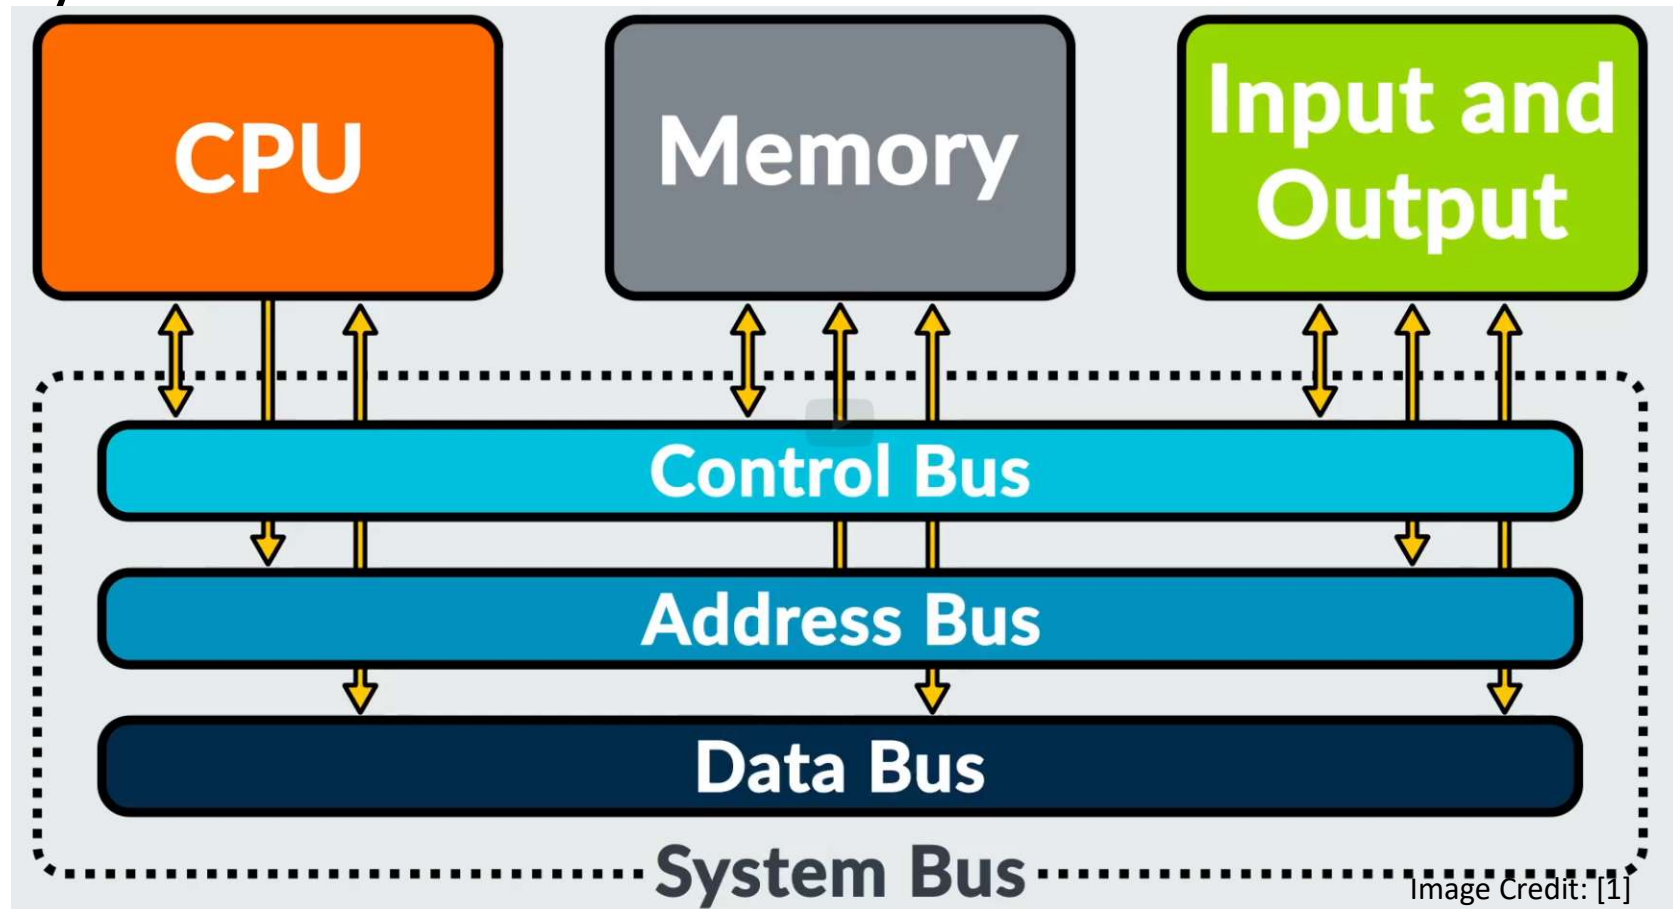 CPU
Memory
Input and
Output
Control Bus
Address Bus
Data Bus
System Bus
Image Credit: [1]